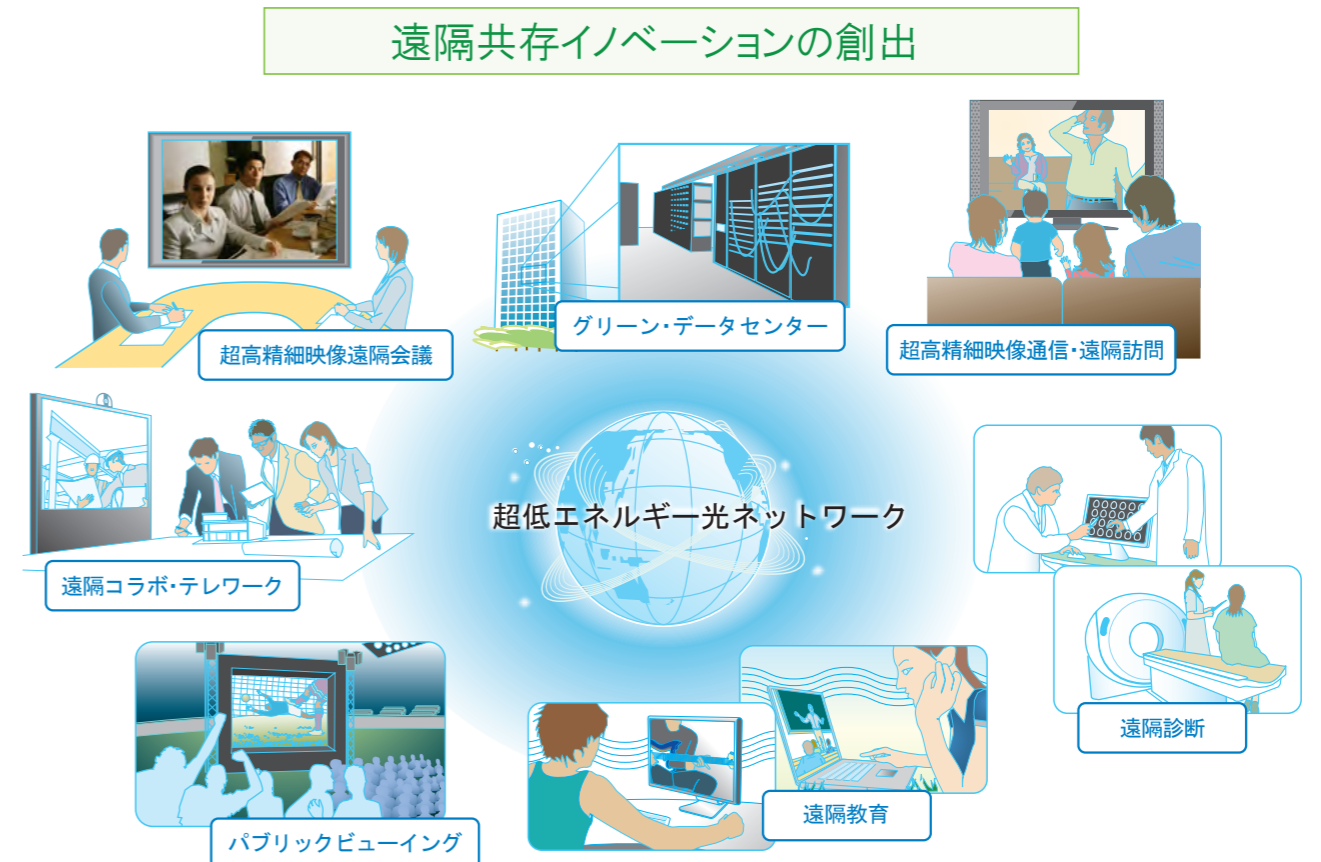 遠隔共存イノベーションの創出
超高精細映像遠隔会議
グリーン・データセンター
超高精細映像通信・遠隔訪問
超低エネルギー光ネットワーク
遠隔コラボ・テレワーク
遠隔診断
遠隔教育
パブリックビューイング